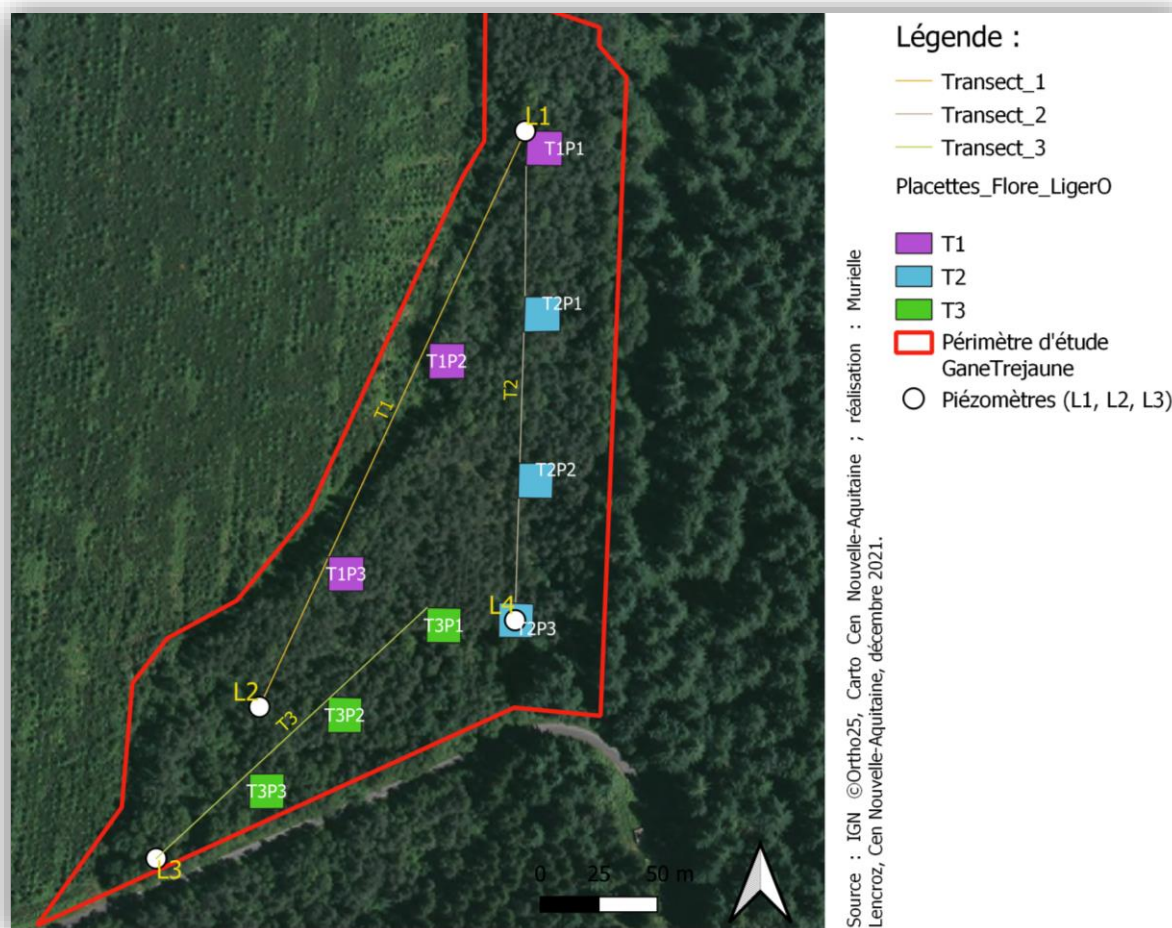 L1
T1P1
T2P1
T1P2
T1
T2
T2P2
T1P3
L4
T2P3
T3P1
L2
T3
T3P2
T3P3
L3
0 25 50 m
Source : IGN ©Ortho25, Carto Cen Nouvelle-Aquitaine ; réalisation : Murielle
Lencroz, Cen Nouvelle-Aquitaine, décembre 2021.
Légende :
Transect_1
Transect_2
Transect_3
Placettes_Flore_LigerO
T1
T2
T3
Périmètre d'étude
GaneTrejaune
Piézomètres (L1, L2, L3)